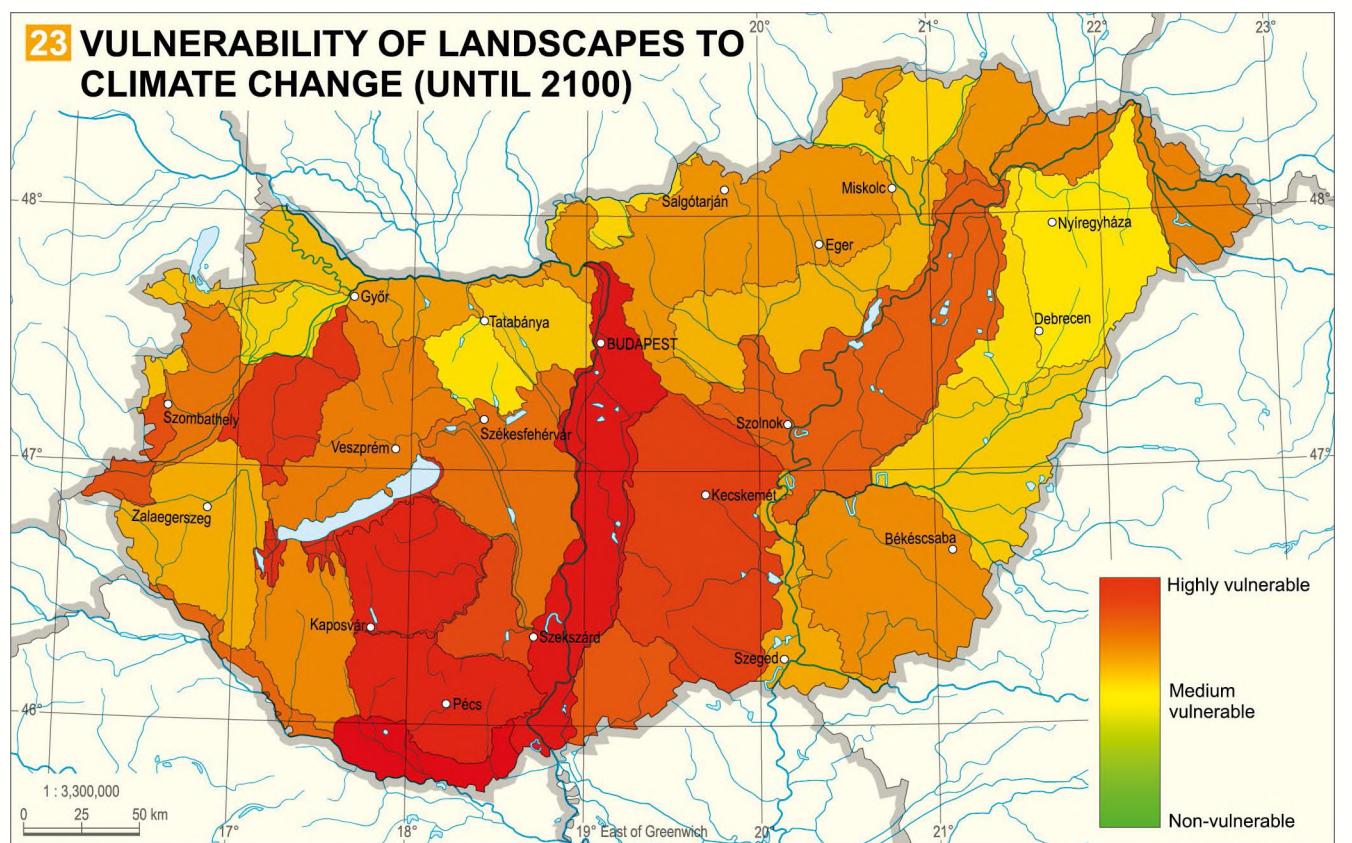 23 VULNERABILITY OF LANDSCAPES TO
CLIMATE CHANGE (UNTIL 2100)
20°
21°
22°
23°
48°
48°
Salgótarján
Miskolc
Eger
Nyíregyháza
Győr
Tatabánya
Debrecen
BUDAPEST
Szombathely
Székesfehérvár
Szolnok
Veszprém
47°
47°
Kecskemét
Zalaegerszeg
Békéscsaba
Kaposvár
Szekszárd
Szeged
Pécs
46°
46°
Highly vulnerable
Medium
vulnerable
Non-vulnerable
1 : 3,300,000
0 25 50 km
17°
18°
19° East of Greenwich
20°
21°